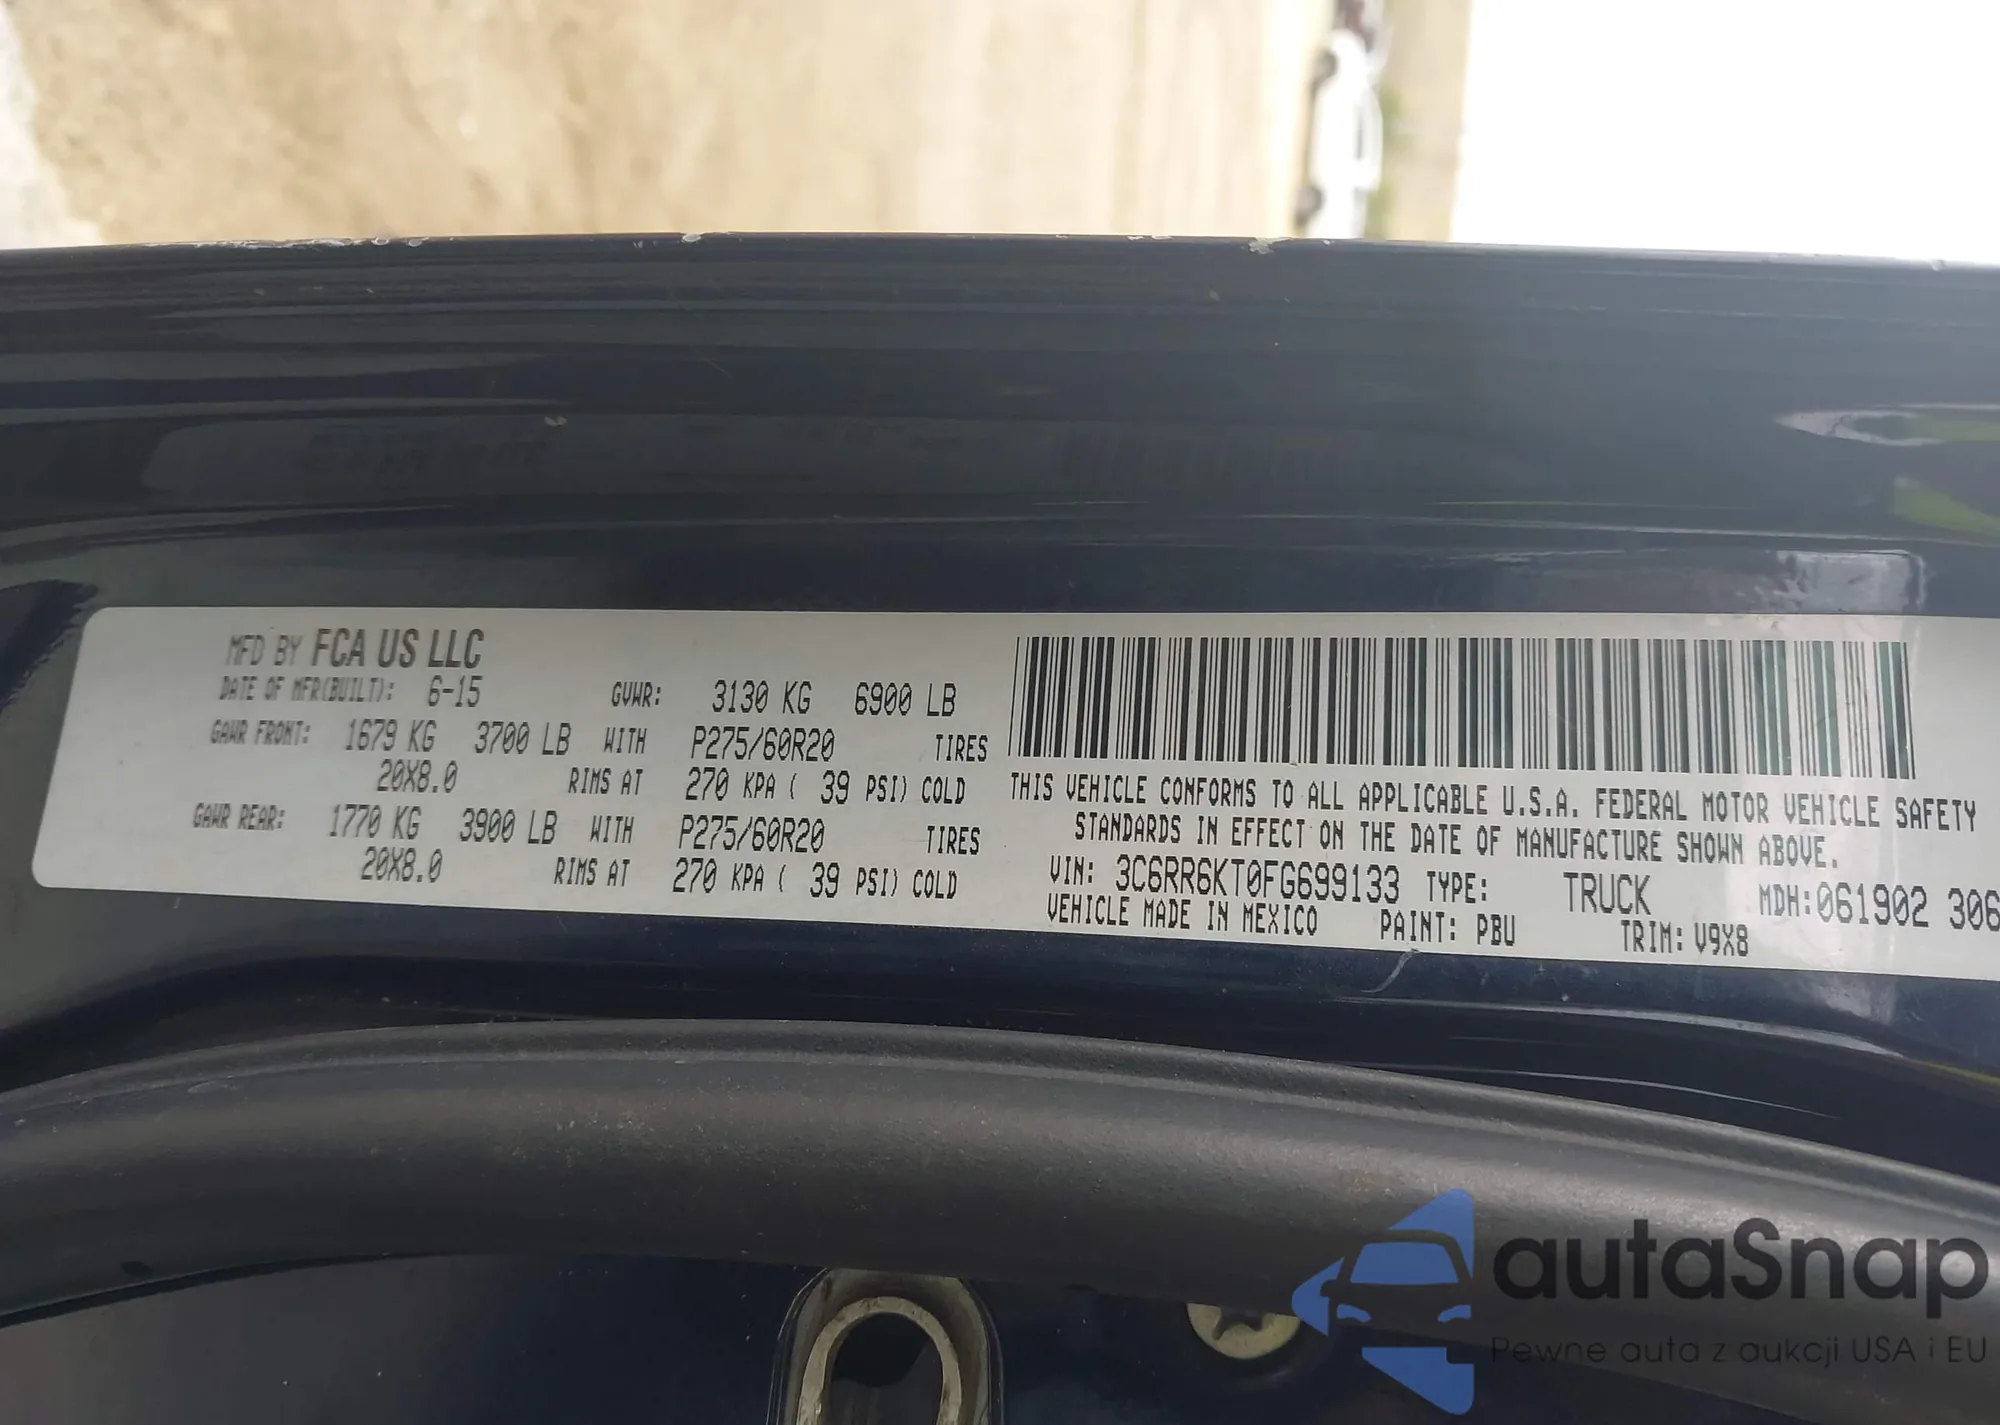 MFD BY FCA US LLC
DATE OF MFR(BUILT): 6-15 GVWR: 3130 KG 6900 LB
GAWR FRONT: 1679 KG 3700 LB WITH P275/60R20 TIRES
20X8.0 RIMS AT 270 KPA ( 39 PSI) COLD
GAWR REAR: 1770 KG 3900 LB WITH P275/60R20 TIRES
20X8.0 RIMS AT 270 KPA ( 39 PSI) COLD
THIS VEHICLE CONFORMS TO ALL APPLICABLE U.S.A. FEDERAL MOTOR VEHICLE SAFETY
STANDARDS IN EFFECT ON THE DATE OF MANUFACTURE SHOWN ABOVE.
VIN: 3C6RR6KT0FG699133 TYPE: TRUCK MDH:061902 306
VEHICLE MADE IN MEXICO PAINT: PBU TRIM: V9X8
autaSnap
Pewne auta z aukcji USA i EU